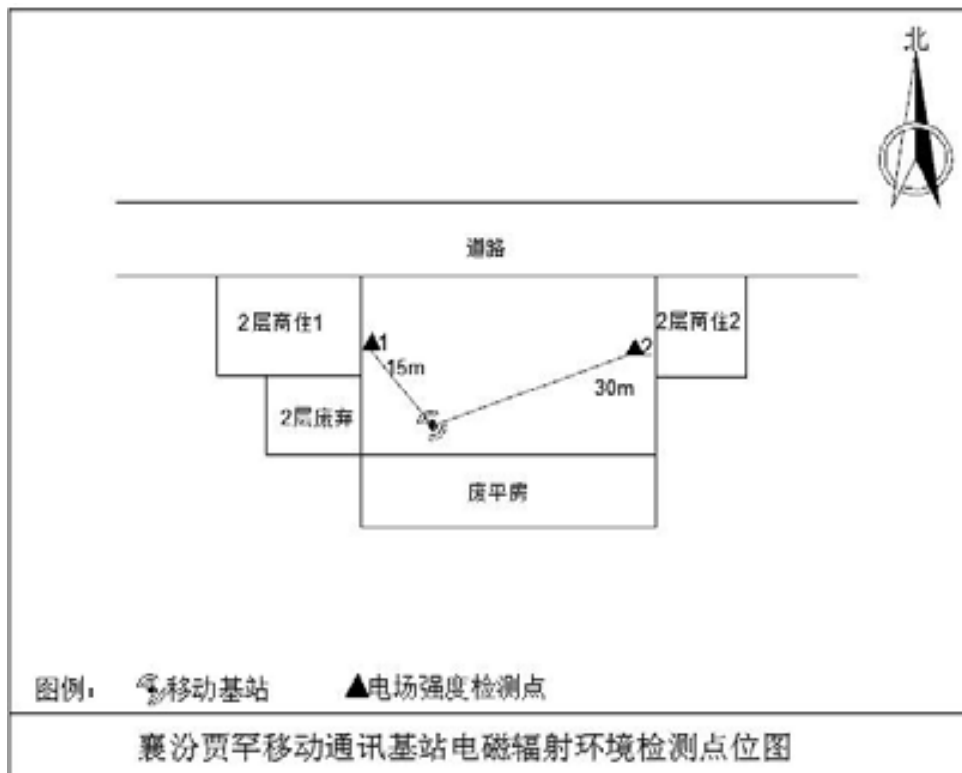 北
道路
2层商住1
2层商住2
1
2
15m
30m
2层废弃
废平房
图例：
移动基站
电场强度检测点
襄汾贾罕移动通讯基站电磁辐射环境检测点位图